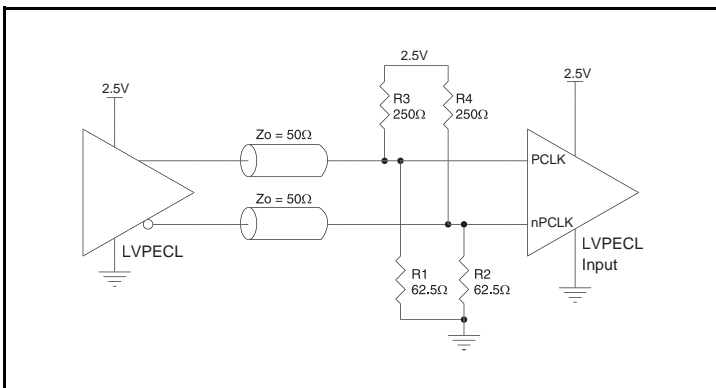 2.5V
2.5V
2.5V
R3
250Ω
R4
250Ω
Zo = 50Ω
PCLK
Zo = 50Ω
nPCLK
LVPECL
LVPECL
Input
R1
62.5Ω
R2
62.5Ω